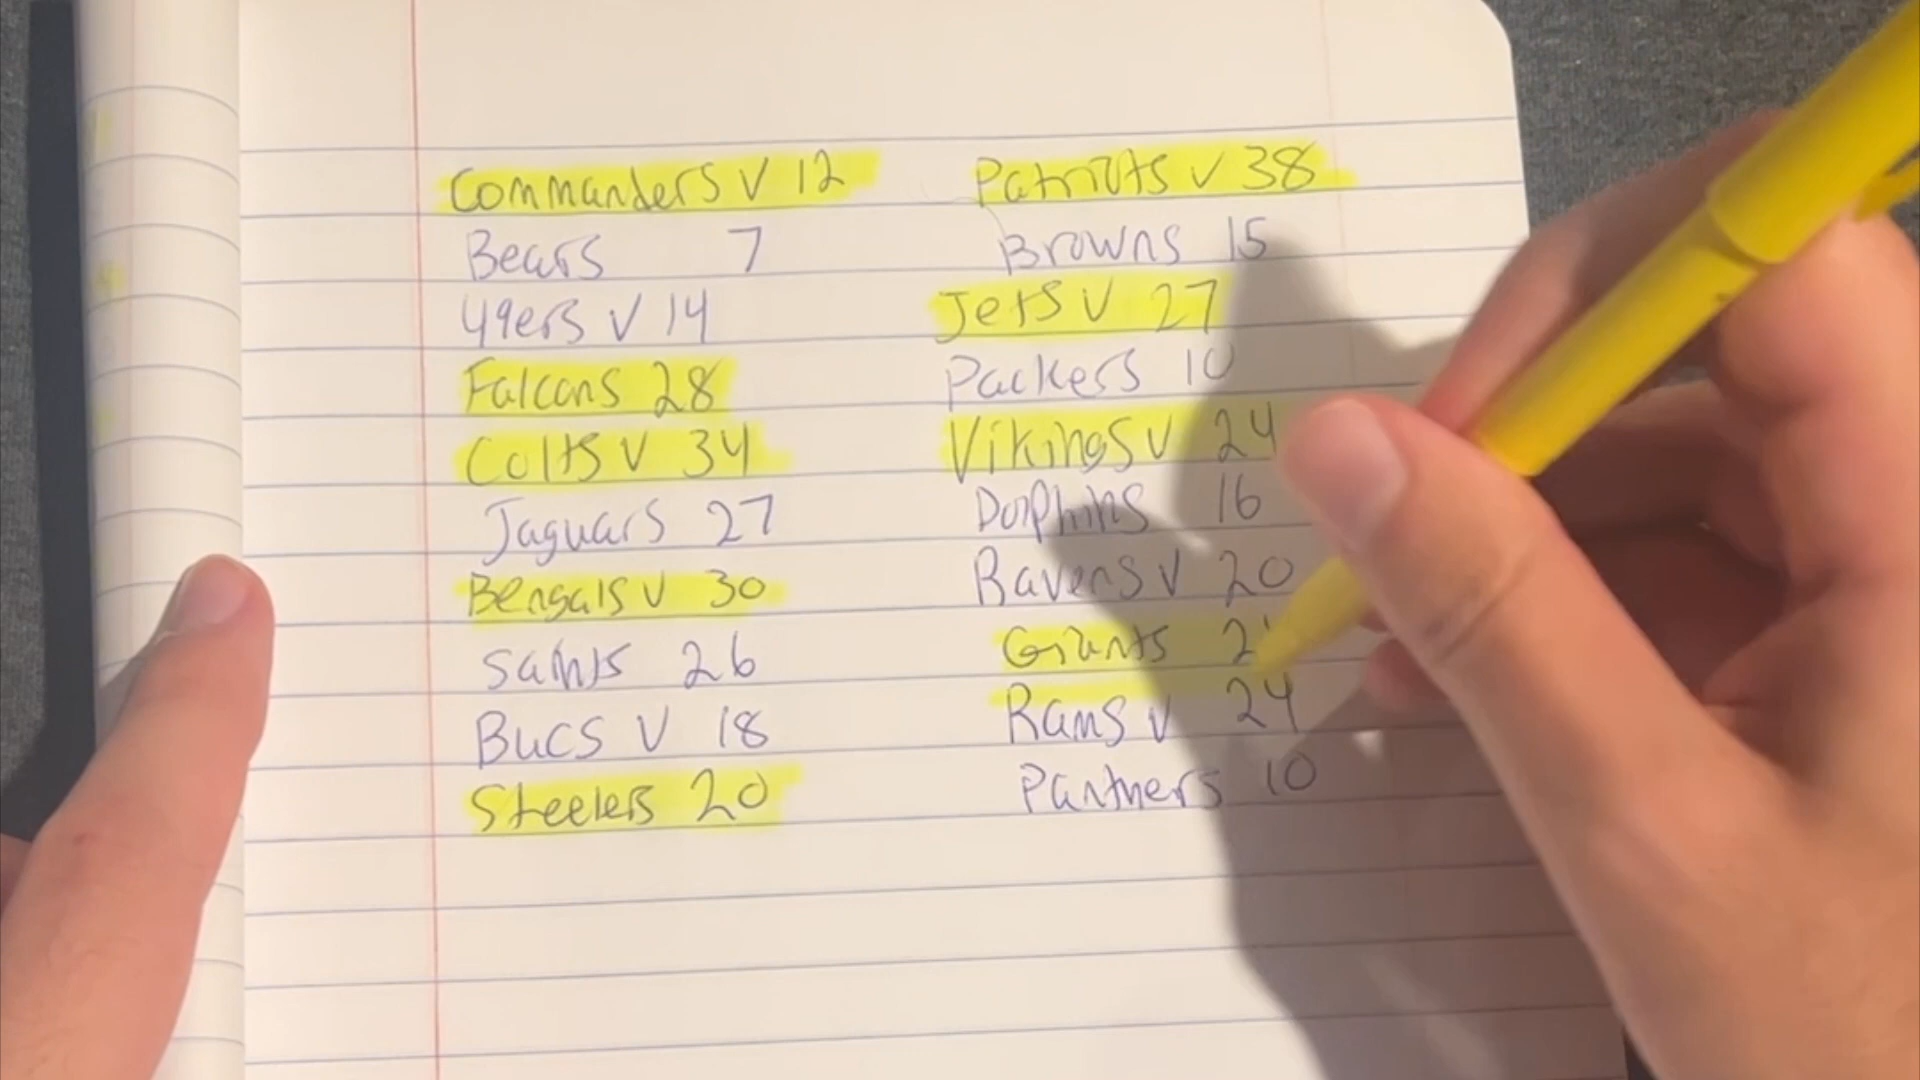 Commanders V 12
Bears 7
49ers V 14
Falcons 28
Colts V 34
Jaguars 27
Bengals V 30
Saints 26
Bucs V 18
Steelers 20
Patriots V 38
Browns 15
Jets V 27
Packers 10
Vikings V 24
Dolphins 16
Ravens V 20
Giants
Rams V 24
Panthers 10